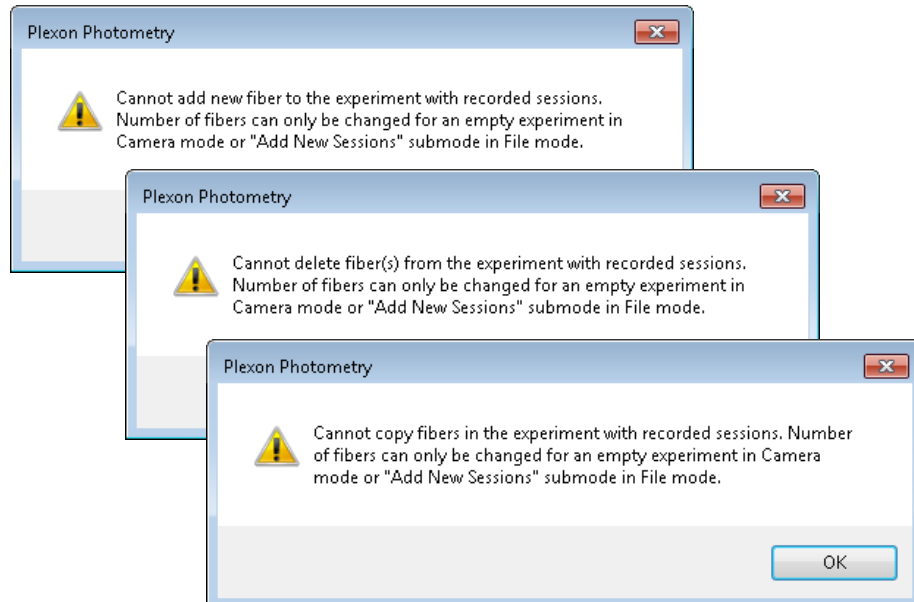 Plexon Photometry
Cannot add new fiber to the experiment with recorded sessions.
Number of fibers can only be changed for an empty experiment in
Camera mode or "Add New Sessions" submode in File mode.
Plexon Photometry
Cannot delete fiber(s) from the experiment with recorded sessions.
Number of fibers can only be changed for an empty experiment in
Camera mode or "Add New Sessions" submode in File mode.
Plexon Photometry
Cannot copy fibers in the experiment with recorded sessions. Number
of fibers can only be changed for an empty experiment in Camera
mode or "Add New Sessions" submode in File mode.
OK